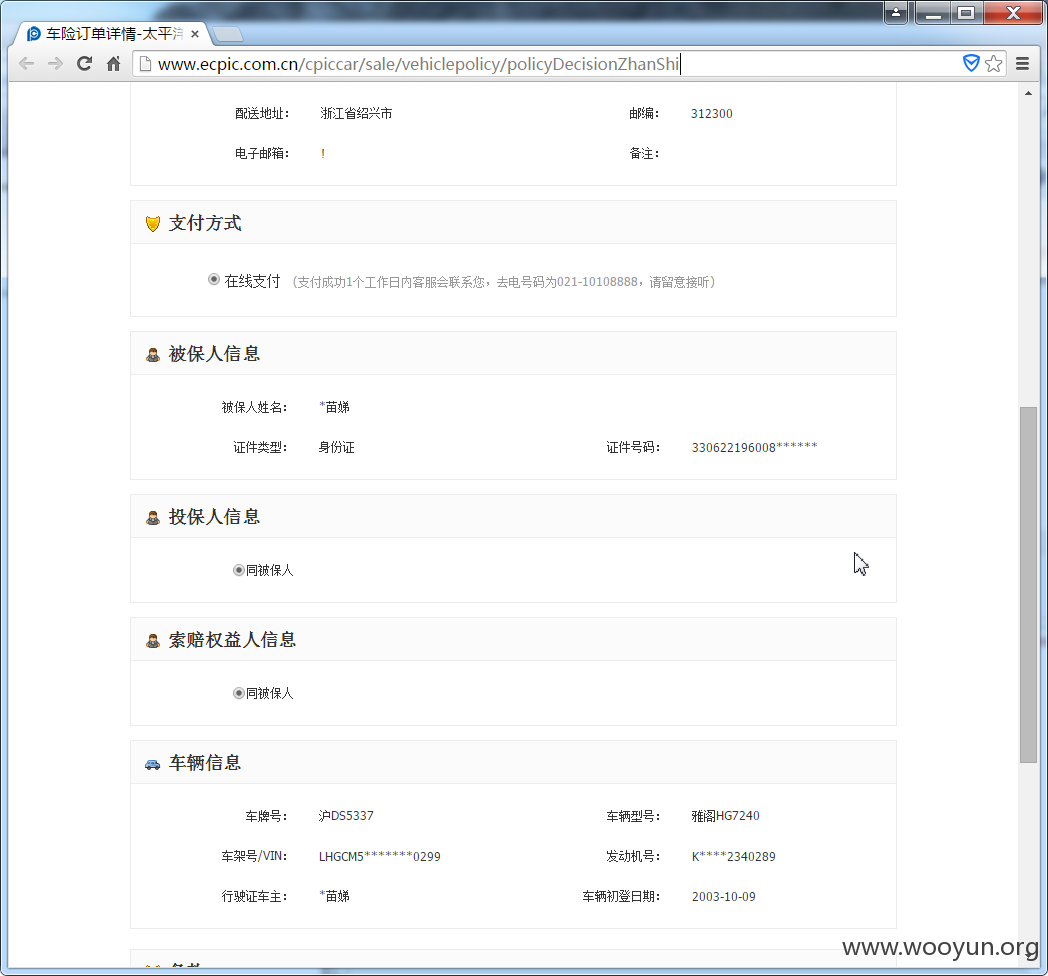 车险订单详情-太平洋
www.ecpic.com.cn/cpiccar/sale/vehiclepolicy/policyDecisionZhanShi
配送地址： 浙江省绍兴市 邮编： 312300
电子邮箱： ! 备注：
支付方式
在线支付 （支付成功1个工作日内客服会联系您，去电号码为021-10108888，请留意接听）
被保人信息
被保人姓名： *苗娣
证件类型： 身份证 证件号码： 330622196008******
投保人信息
同被保人
索赔权益人信息
同被保人
车辆信息
车牌号： 沪DS5337 车辆型号： 雅阁HG7240
车架号/VIN： LHGCM5*******0299 发动机号： K****2340289
行驶证车主： *苗娣 车辆初登日期： 2003-10-09
www.wooyun.org